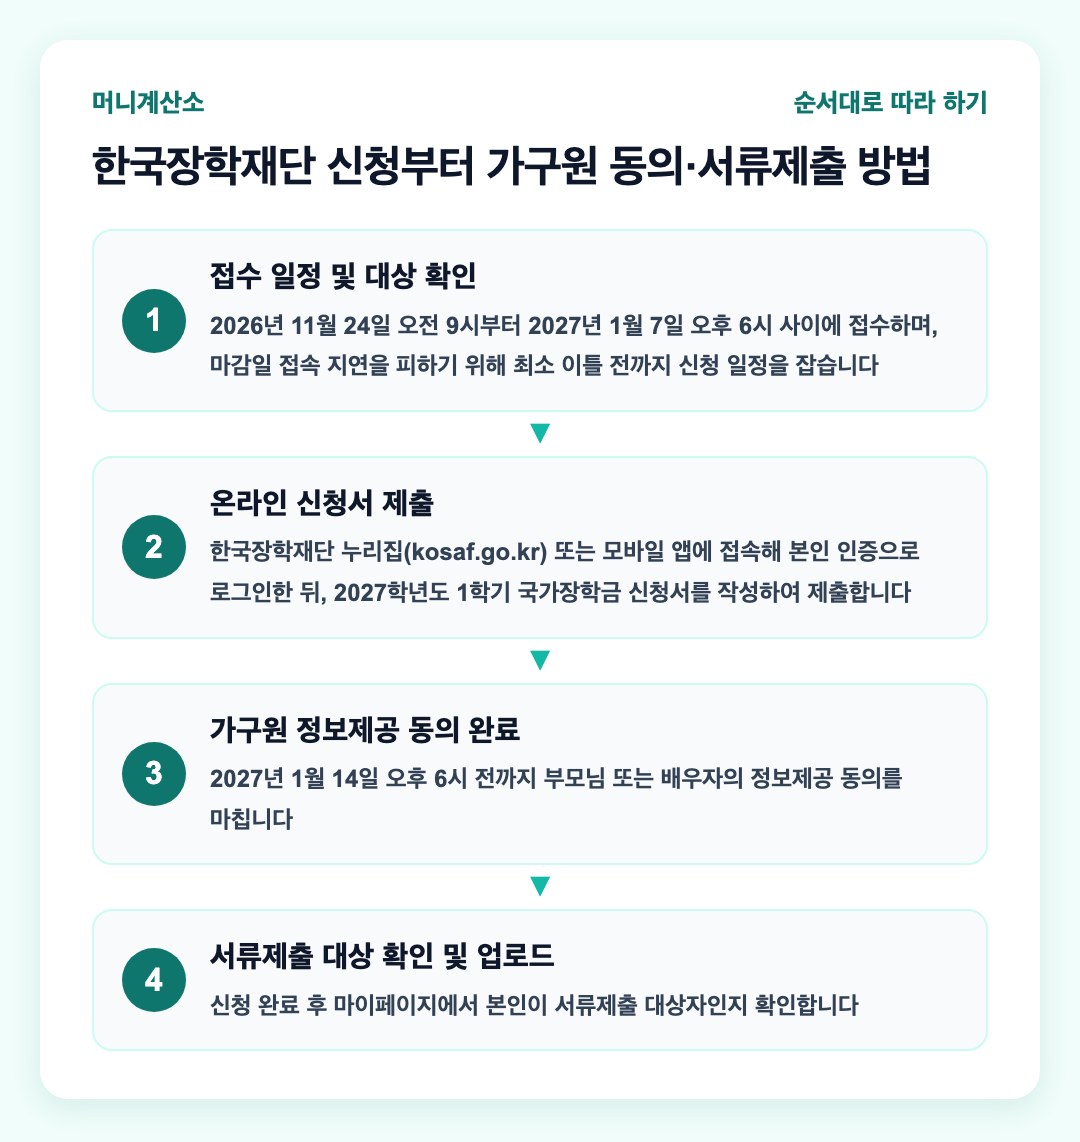 머니계산소
순서대로 따라 하기
한국장학재단 신청부터 가구원 동의·서류제출 방법
1
접수 일정 및 대상 확인
2026년 11월 24일 오전 9시부터 2027년 1월 7일 오후 6시 사이에 접수하며,
마감일 접속 지연을 피하기 위해 최소 이틀 전까지 신청 일정을 잡습니다
2
온라인 신청서 제출
한국장학재단 누리집(kosaf.go.kr) 또는 모바일 앱에 접속해 본인 인증으로
로그인한 뒤, 2027학년도 1학기 국가장학금 신청서를 작성하여 제출합니다
3
가구원 정보제공 동의 완료
2027년 1월 14일 오후 6시 전까지 부모님 또는 배우자의 정보제공 동의를
마칩니다
4
서류제출 대상 확인 및 업로드
신청 완료 후 마이페이지에서 본인이 서류제출 대상자인지 확인합니다